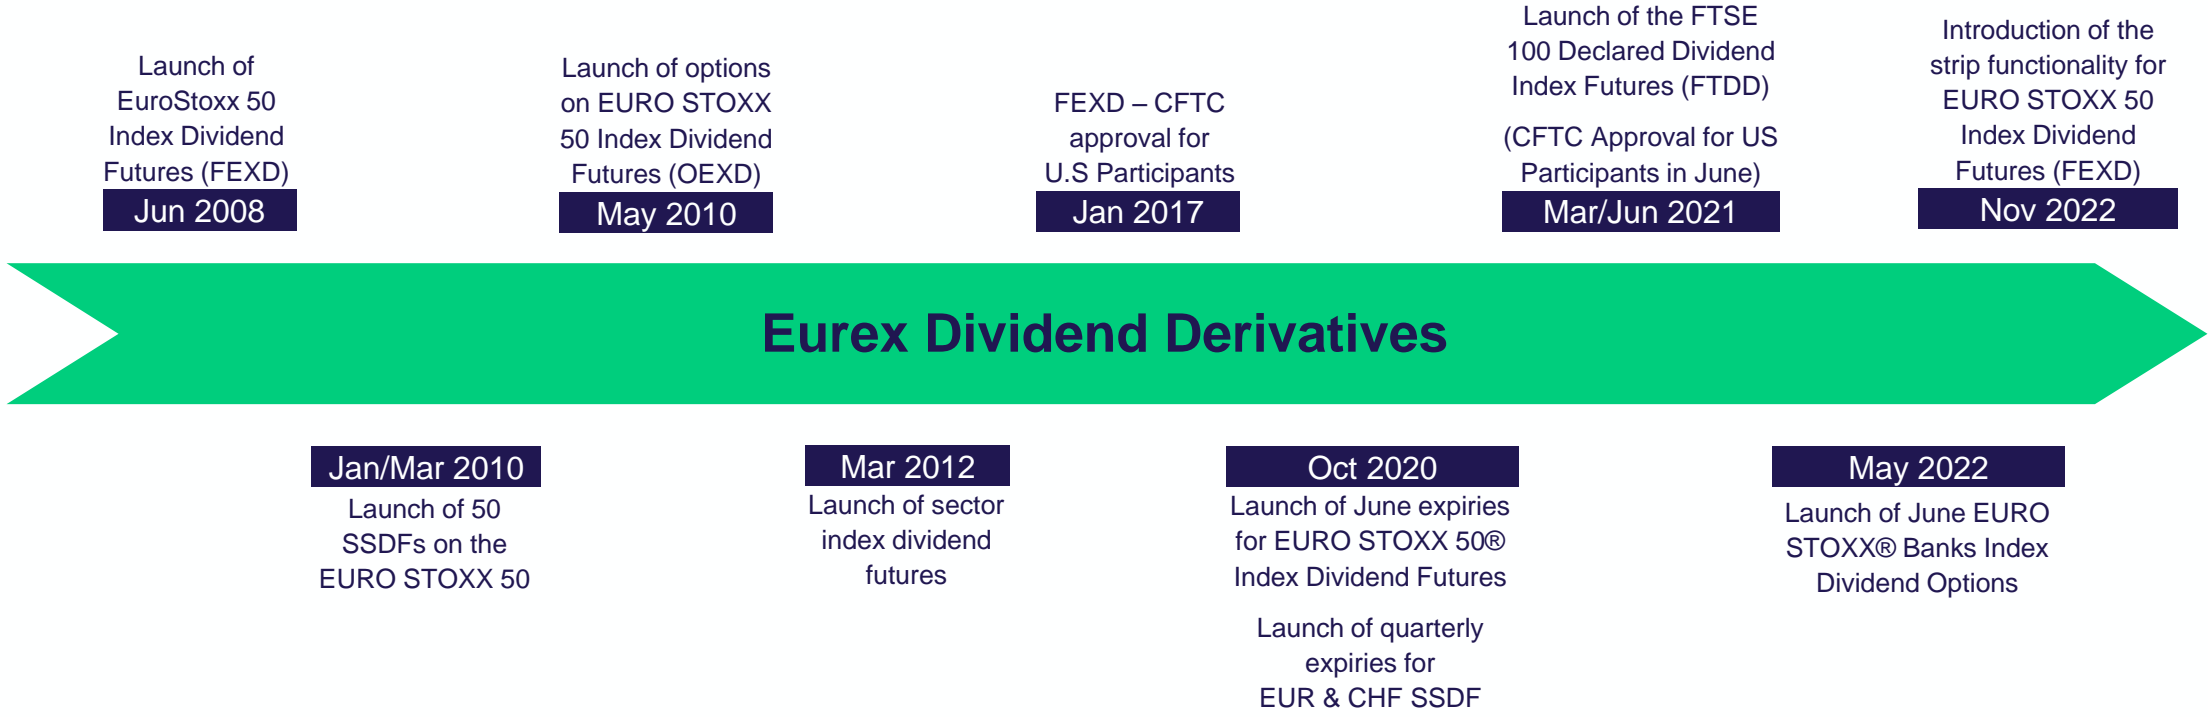 Launch of
EuroStoxx 50
Index Dividend
Futures (FEXD)
Jun 2008
Launch of options
on EURO STOXX
50 Index Dividend
Futures (OEXD)
May 2010
FEXD – CFTC
approval for
U.S Participants
Jan 2017
Launch of the FTSE
100 Declared Dividend
Index Futures (FTDD)
(CFTC Approval for US
Participants in June)
Mar/Jun 2021
Introduction of the
strip functionality for
EURO STOXX 50
Index Dividend
Futures (FEXD)
Nov 2022
Eurex Dividend Derivatives
Jan/Mar 2010
Launch of 50
SSDFs on the
EURO STOXX 50
Mar 2012
Launch of sector
index dividend
futures
Oct 2020
Launch of June expiries
for EURO STOXX 50®
Index Dividend Futures
Launch of quarterly
expiries for
EUR & CHF SSDF
May 2022
Launch of June EURO
STOXX® Banks Index
Dividend Options